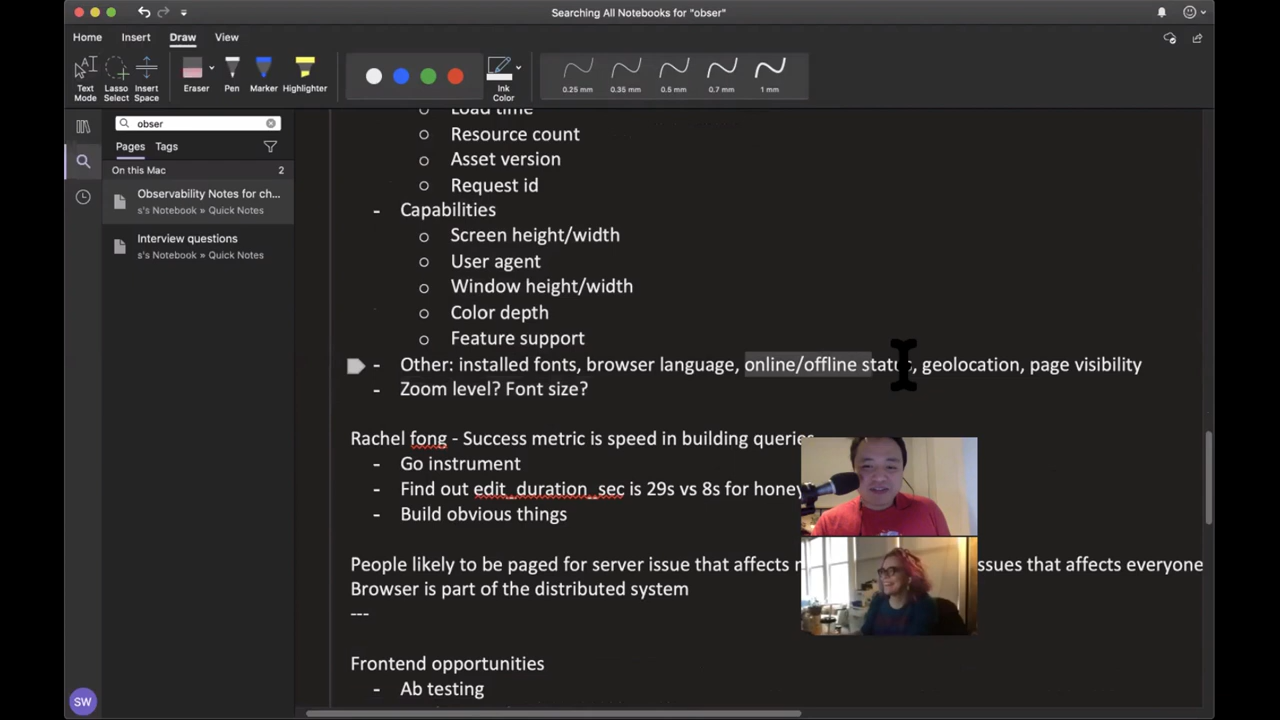 Searching All Notebooks for "obser"
Home Insert Draw View
Text Mode
Lasso Select
Insert Space
Eraser
Pen
Marker
Highlighter
Ink Color
0.25 mm
0.35 mm
0.5 mm
0.7 mm
1 mm
obser
Pages Tags
On this Mac 2
Observability Notes for ch...
s's Notebook » Quick Notes
Interview questions
s's Notebook » Quick Notes
SW
Load time
Resource count
Asset version
Request id
- Capabilities
Screen height/width
User agent
Window height/width
Color depth
Feature support
- Other: installed fonts, browser language, online/offline status, geolocation, page visibility
- Zoom level? Font size?
Rachel fong - Success metric is speed in building queries
- Go instrument
- Find out edit_duration_sec is 29s vs 8s for honey
- Build obvious things
People likely to be paged for server issue that affects ssues that affects everyone
Browser is part of the distributed system
---
Frontend opportunities
- Ab testing